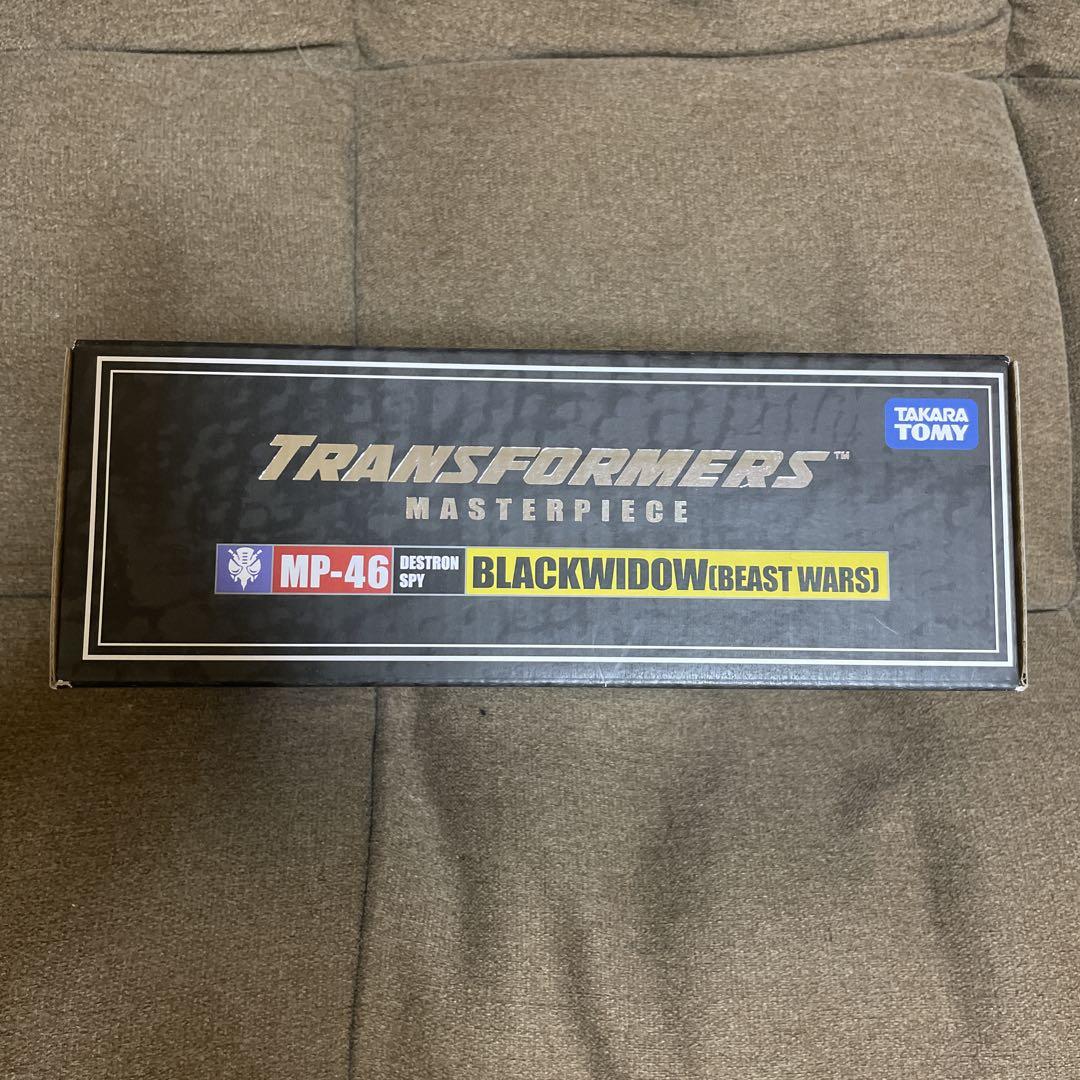 TAKARA
TOMY
TRANSFORMERS™
MASTERPIECE
MP-46 DESTRON SPY BLACKWIDOW(BEAST WARS)